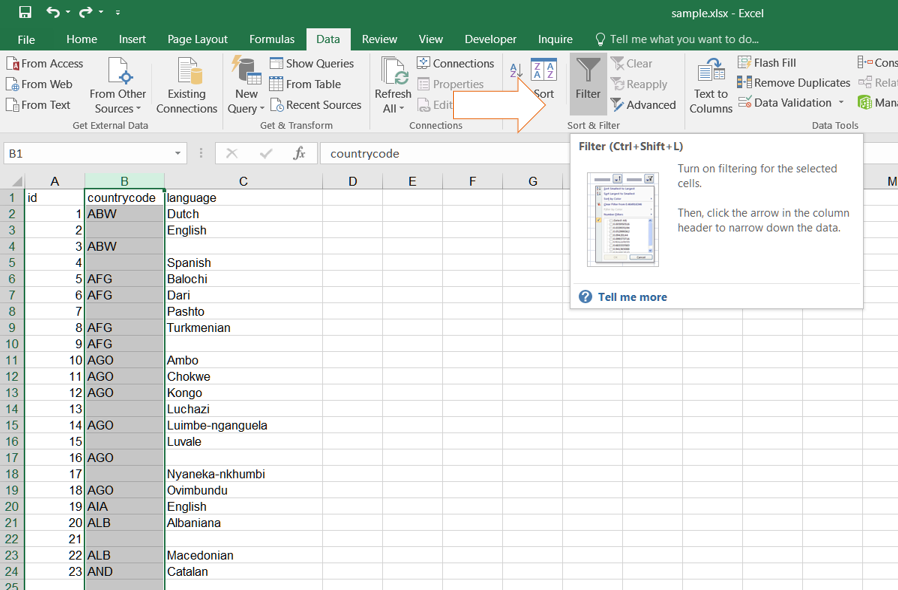 sample.xlsx - Excel
File Home Insert Page Layout Formulas Data Review View Developer Inquire Tell me what you want to do...
From Access
From Web
From Text
From Other
Sources
Existing
Connections
Get External Data
New
Query
Show Queries
From Table
Recent Sources
Get & Transform
Refresh
All
Connections
Properties
Edit
Connections
Sort
Filter
Clear
Reapply
Advanced
Sort & Filter
Text to
Columns
Flash Fill
Remove Duplicates
Data Validation
Cons
Relat
Man
Data Tools
B1 fx countrycode
Filter (Ctrl+Shift+L)
Turn on filtering for the selected
cells.
Then, click the arrow in the column
header to narrow down the data.
Tell me more
A B C D E F G M
1 id countrycode language
2 1 ABW Dutch
3 2 English
4 3 ABW
5 4 Spanish
6 5 AFG Balochi
7 6 AFG Dari
8 7 Pashto
9 8 AFG Turkmenian
10 9 AFG
11 10 AGO Ambo
12 11 AGO Chokwe
13 12 AGO Kongo
14 13 Luchazi
15 14 AGO Luimbe-nganguela
16 15 Luvale
17 16 AGO
18 17 Nyaneka-nkhumbi
19 18 AGO Ovimbundu
20 19 AIA English
21 20 ALB Albaniana
22 21
23 22 ALB Macedonian
24 23 AND Catalan
25